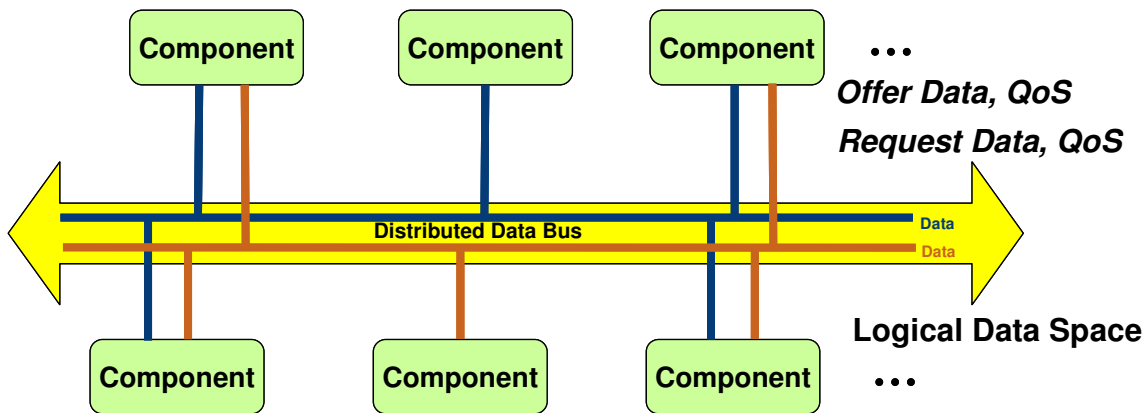 Component Component Component ...
Offer Data, QoS
Request Data, QoS
Data
Distributed Data Bus
Data
Logical Data Space
Component Component Component ...